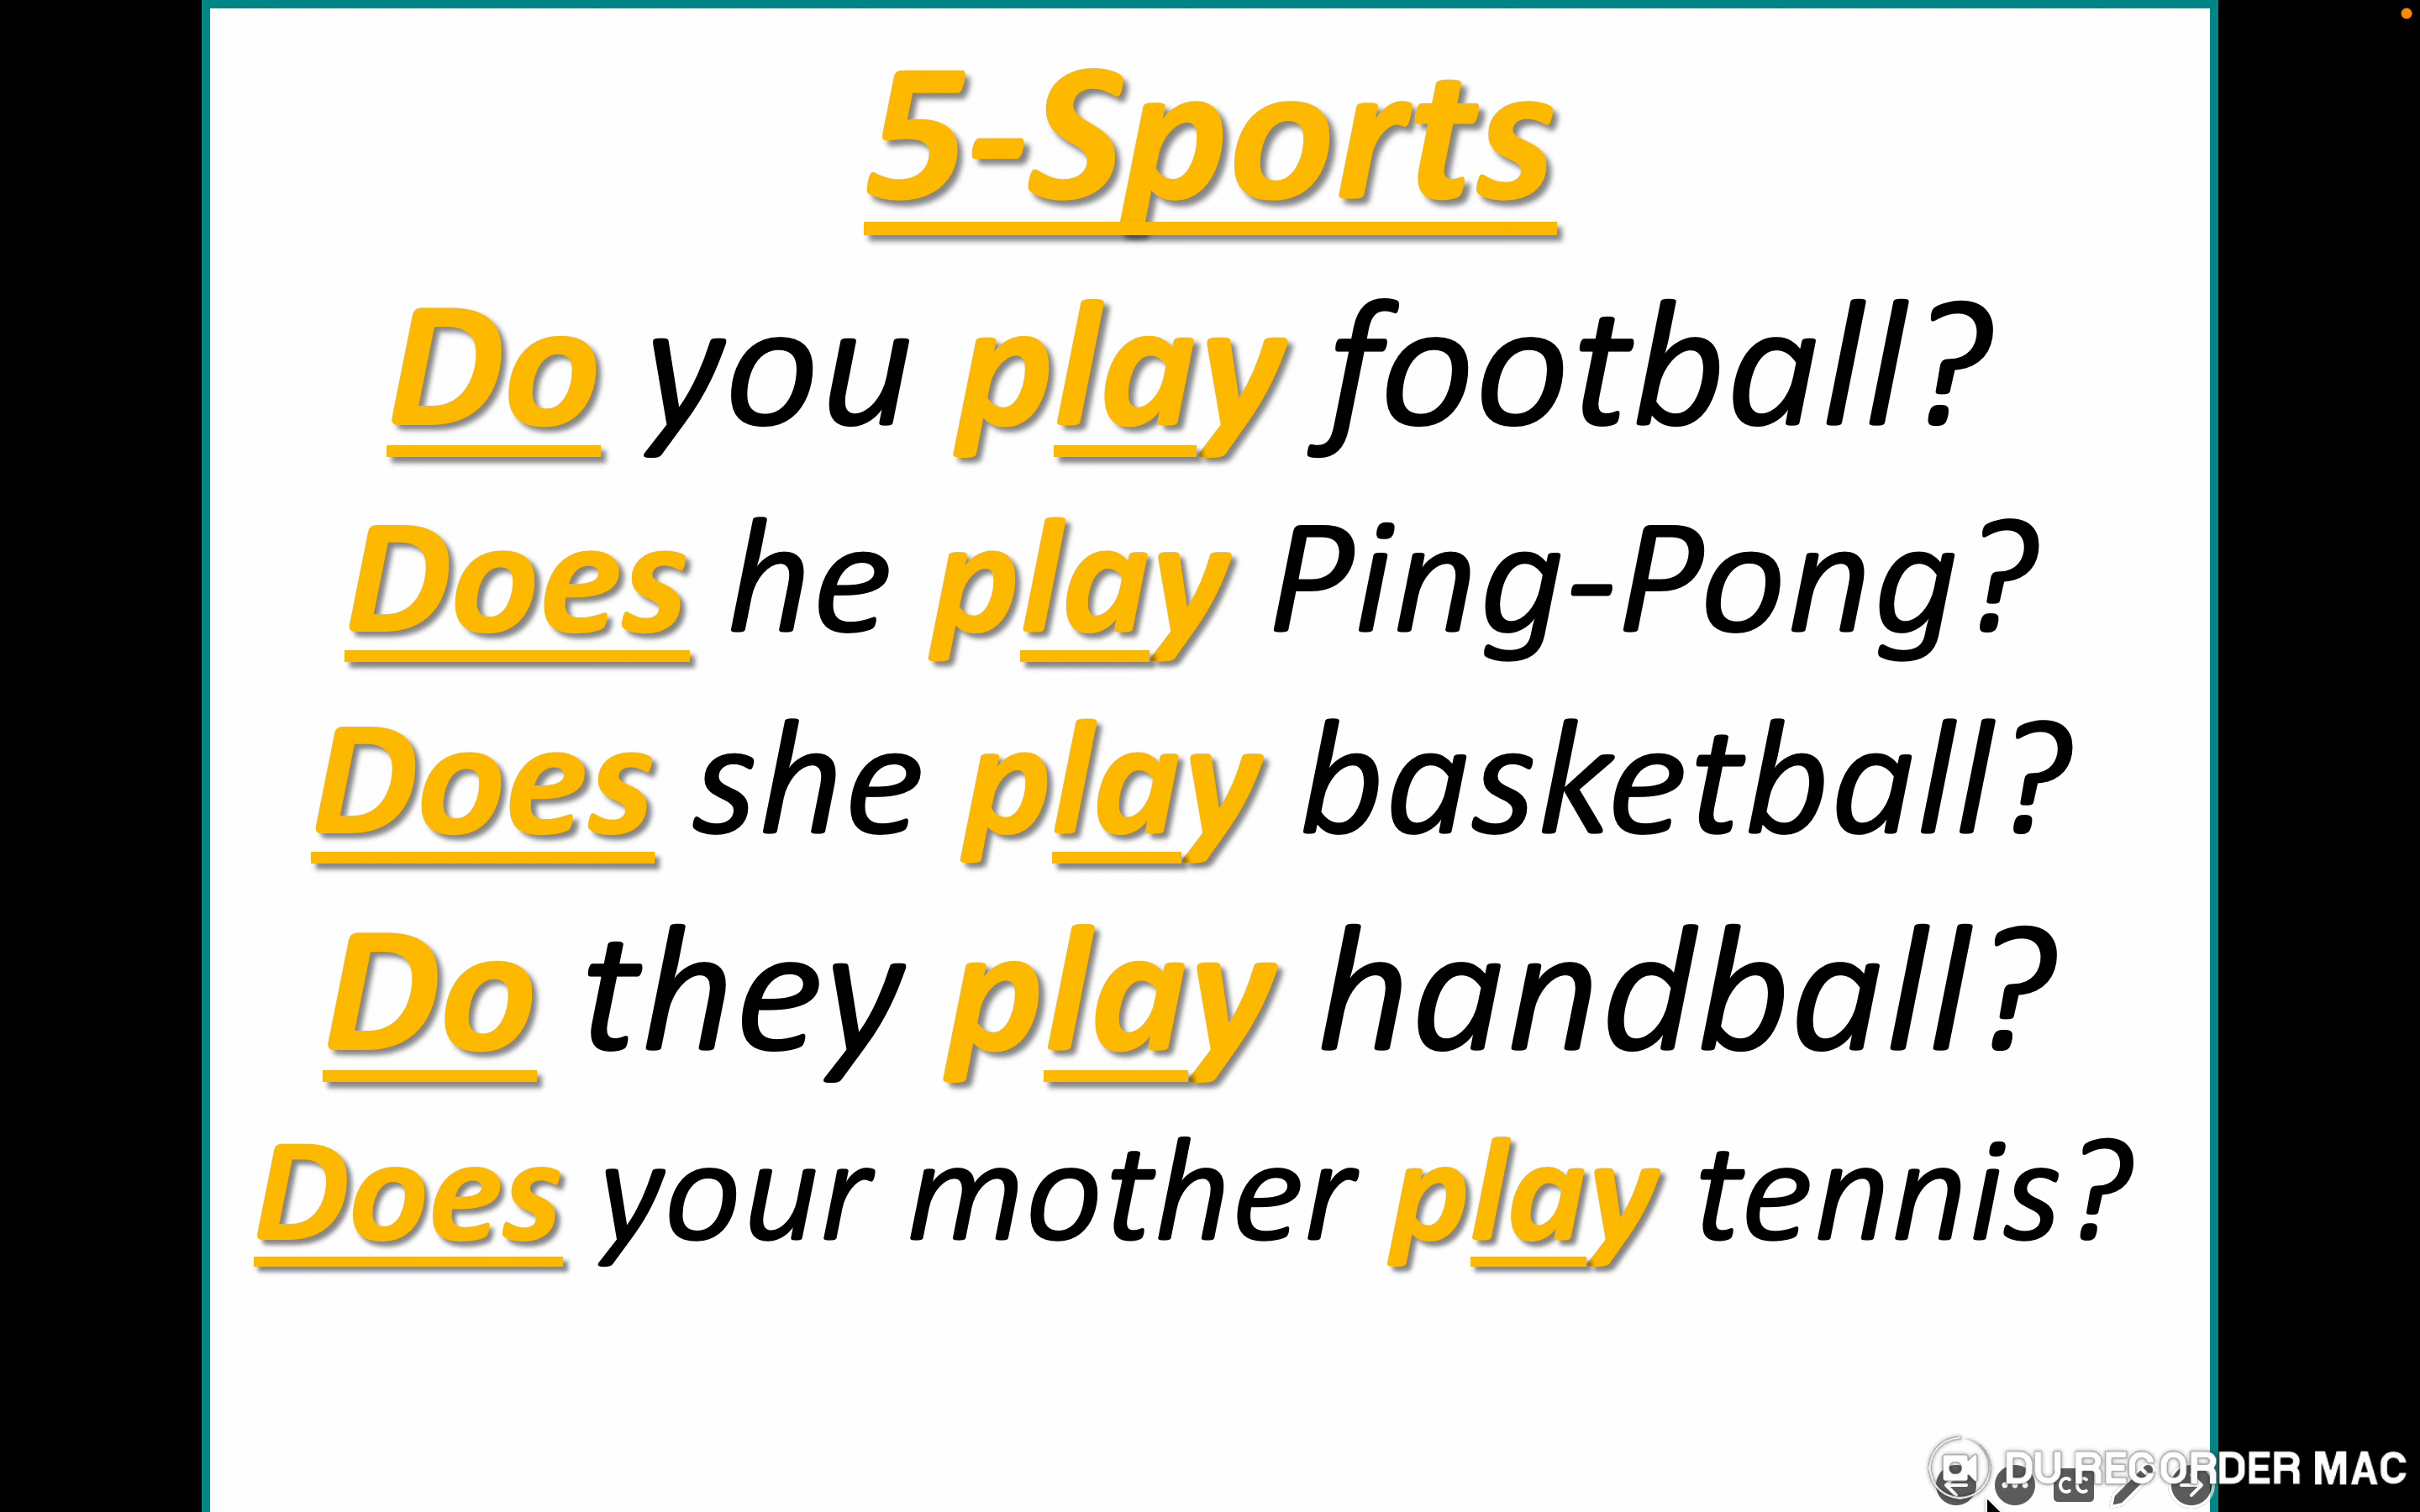 5-Sports
Do you play football?
Does he play Ping-Pong?
Does she play basketball?
Do they play handball?
Does your mother play tennis?
DU RECORDER MAC
CC